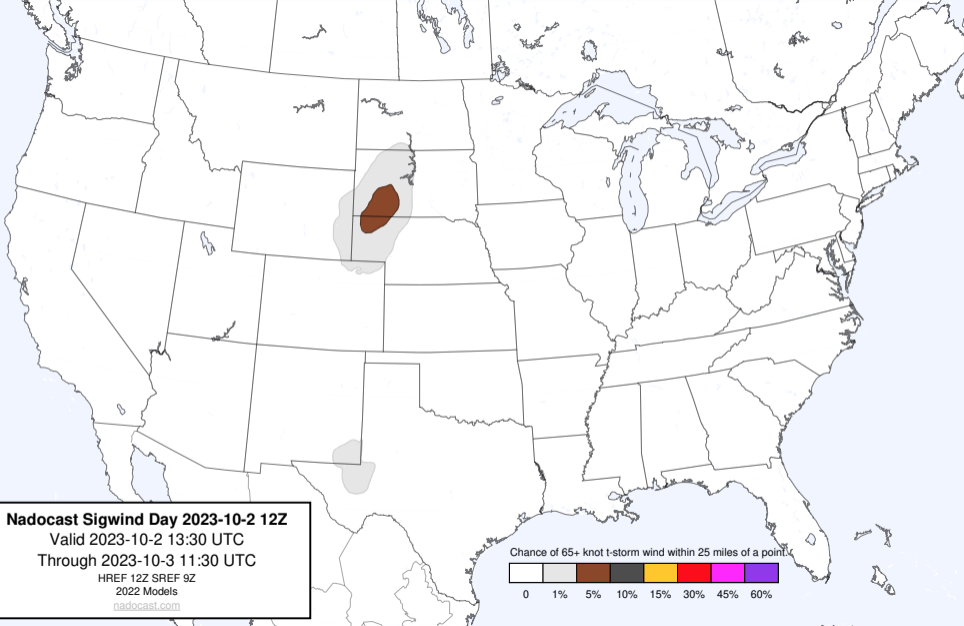 Nadocast Sigwind Day 2023-10-2 12Z
Valid 2023-10-2 13:30 UTC
Through 2023-10-3 11:30 UTC
HREF 12Z SREF 9Z
2022 Models
nadocast.com
Chance of 65+ knot t-storm wind within 25 miles of a point.
0 1% 5% 10% 15% 30% 45% 60%